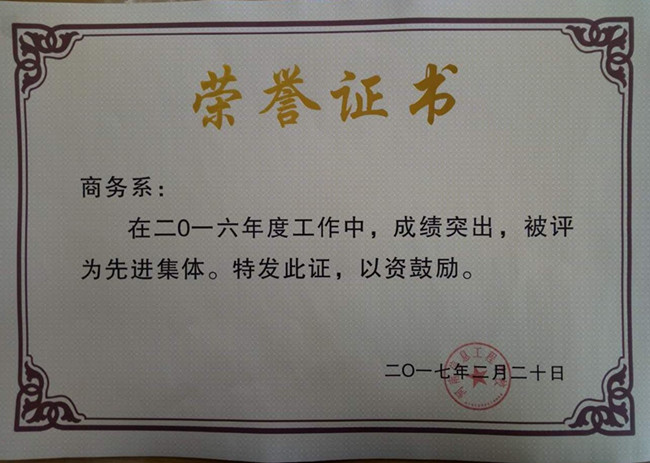 荣誉证书
商务系：
在二〇一六年度工作中，成绩突出，被评
为先进集体。特发此证，以资鼓励。
二〇一七年二月二十日